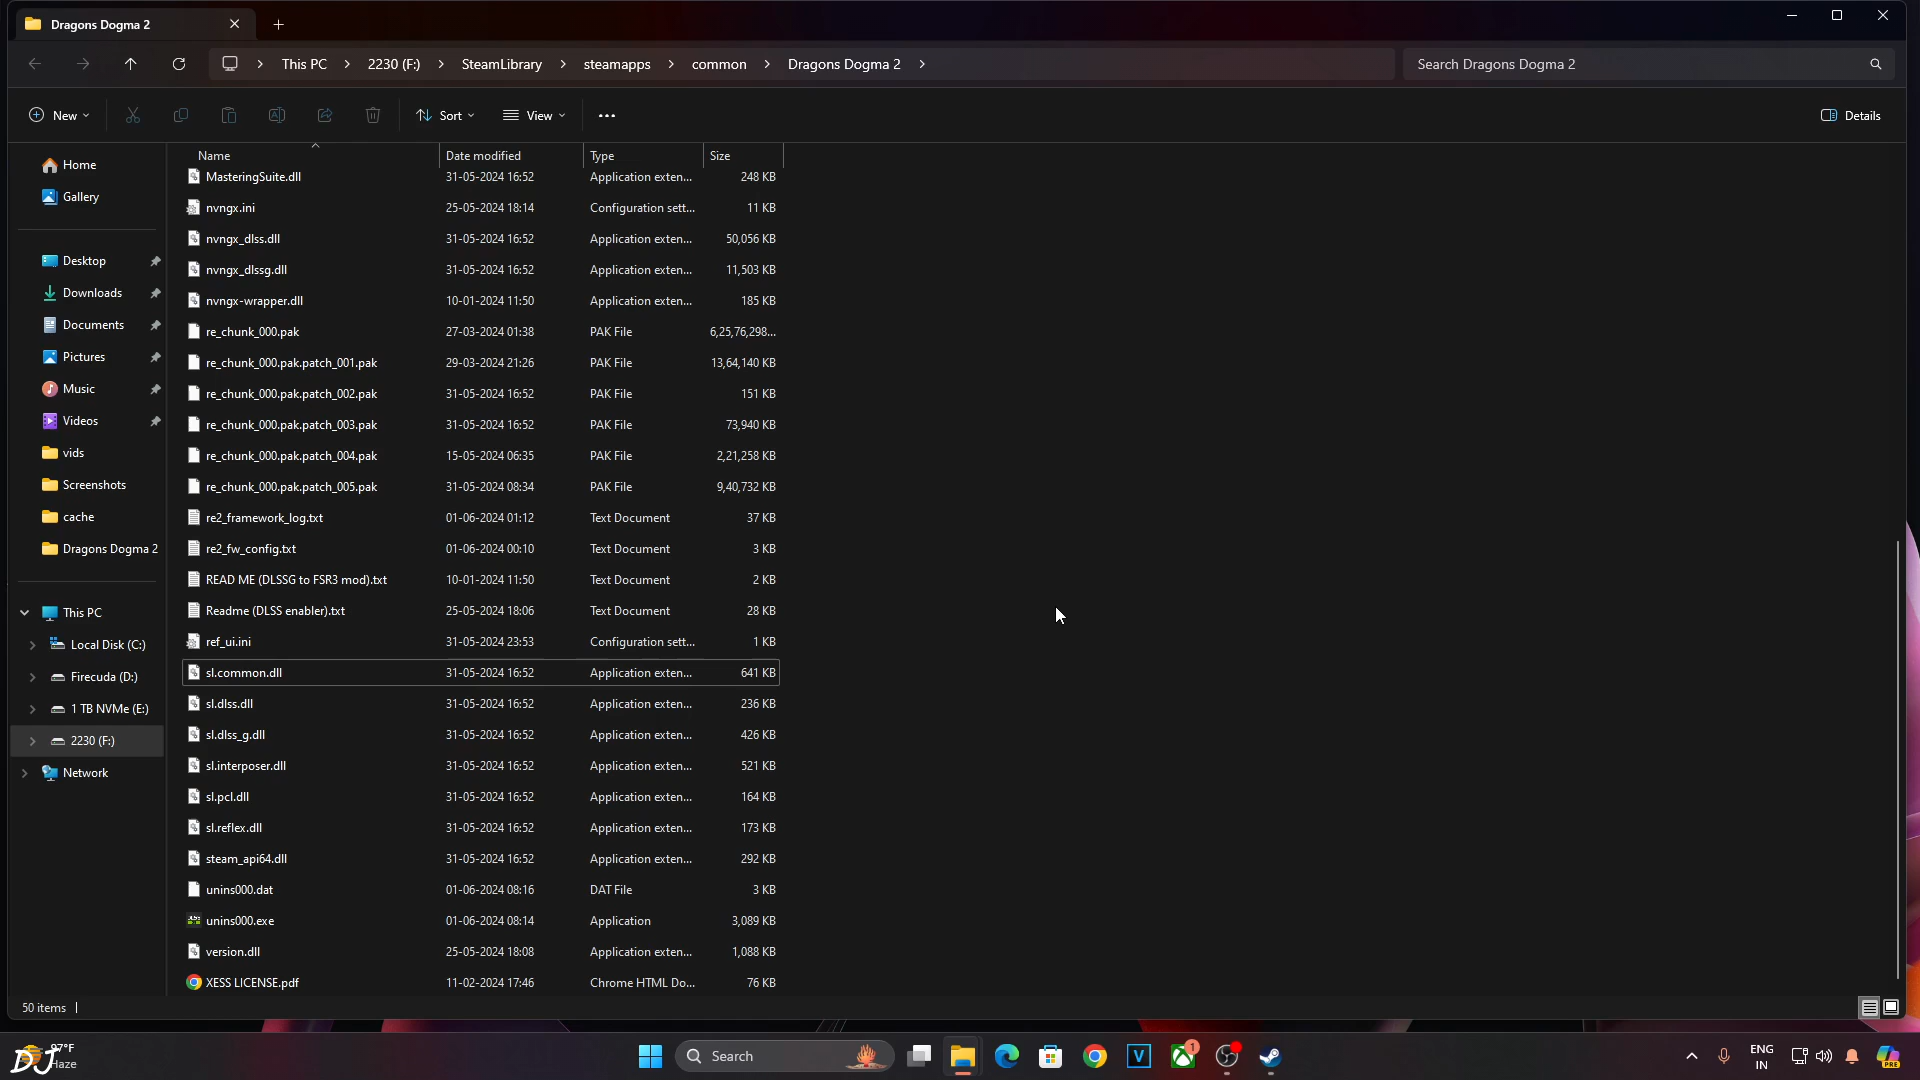 Dragons Dogma 2
This PC
2230 (F:)
SteamLibrary
steamapps
common
Dragons Dogma 2
Search Dragons Dogma 2
New
Sort
View
Details
Home
Gallery
Desktop
Downloads
Documents
Pictures
Music
Videos
vids
Screenshots
cache
Dragons Dogma 2
This PC
Local Disk (C:)
Firecuda (D:)
1 TB NVMe (E:)
2230 (F:)
Network
Name Date modified Type Size
MasteringSuite.dll 31-05-2024 16:52 Application exten... 248 KB
nvngx.ini 25-05-2024 18:14 Configuration sett... 11 KB
nvngx_dlss.dll 31-05-2024 16:52 Application exten... 50,056 KB
nvngx_dlssg.dll 31-05-2024 16:52 Application exten... 11,503 KB
nvngx-wrapper.dll 10-01-2024 11:50 Application exten... 185 KB
re_chunk_000.pak 27-03-2024 01:38 PAK File 6,25,76,298...
re_chunk_000.pak.patch_001.pak 29-03-2024 21:26 PAK File 13,64,140 KB
re_chunk_000.pak.patch_002.pak 31-05-2024 16:52 PAK File 151 KB
re_chunk_000.pak.patch_003.pak 31-05-2024 16:52 PAK File 73,940 KB
re_chunk_000.pak.patch_004.pak 15-05-2024 06:35 PAK File 2,21,258 KB
re_chunk_000.pak.patch_005.pak 31-05-2024 08:34 PAK File 9,40,732 KB
re2_framework_log.txt 01-06-2024 01:12 Text Document 37 KB
re2_fw_config.txt 01-06-2024 00:10 Text Document 3 KB
READ ME (DLSSG to FSR3 mod).txt 10-01-2024 11:50 Text Document 2 KB
Readme (DLSS enabler).txt 25-05-2024 18:06 Text Document 28 KB
ref_ui.ini 31-05-2024 23:53 Configuration sett... 1 KB
sl.common.dll 31-05-2024 16:52 Application exten... 641 KB
sl.dlss.dll 31-05-2024 16:52 Application exten... 236 KB
sl.dlss_g.dll 31-05-2024 16:52 Application exten... 426 KB
sl.interposer.dll 31-05-2024 16:52 Application exten... 521 KB
sl.pcl.dll 31-05-2024 16:52 Application exten... 164 KB
sl.reflex.dll 31-05-2024 16:52 Application exten... 173 KB
steam_api64.dll 31-05-2024 16:52 Application exten... 292 KB
unins000.dat 01-06-2024 08:16 DAT File 3 KB
unins000.exe 01-06-2024 08:14 Application 3,089 KB
version.dll 25-05-2024 18:08 Application exten... 1,088 KB
XESS LICENSE.pdf 11-02-2024 17:46 Chrome HTML Do... 76 KB
50 items
DJ
97°F
Haze
Search
V
1
ENG
IN
PRE